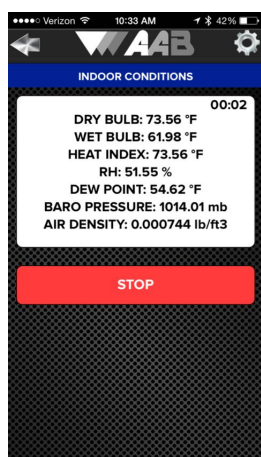 ●●●●○ Verizon 10:33 AM 42%
AAB
INDOOR CONDITIONS
00:02
DRY BULB: 73.56 °F
WET BULB: 61.98 °F
HEAT INDEX: 73.56 °F
RH: 51.55 %
DEW POINT: 54.62 °F
BARO PRESSURE: 1014.01 mb
AIR DENSITY: 0.000744 lb/ft3
STOP